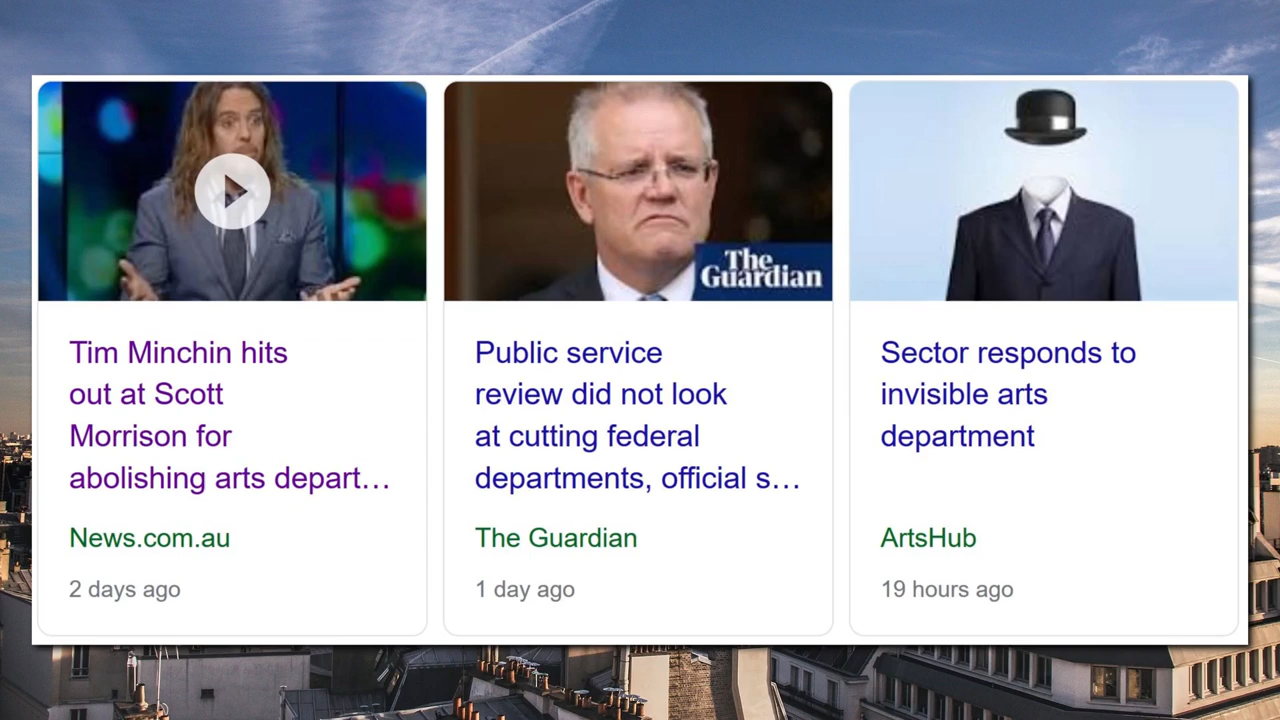 The
Guardian
Tim Minchin hits
out at Scott
Morrison for
abolishing arts depart…
News.com.au
2 days ago
Public service
review did not look
at cutting federal
departments, official s…
The Guardian
1 day ago
Sector responds to
invisible arts
department
ArtsHub
19 hours ago